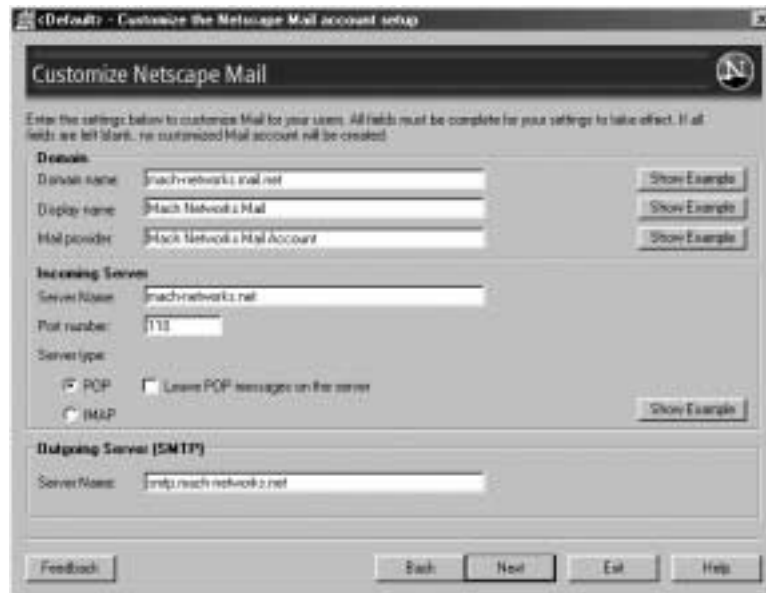 <Default> - Customize the Netscape Mail account setup
Customize Netscape Mail
N
Enter the settings below to customize Mail for your users. All fields must be complete for your settings to take effect. If all
fields are left blank, no customized Mail account will be created.
Domain
Domain name: mach-networks.mail.net Show Example
Display name: Mach Networks Mail Show Example
Mail provider: Mach Networks Mail Account Show Example
Incoming Server
Server Name: mach-networks.net
Port number: 110
Server type:
POP Leave POP messages on the server
IMAP Show Example
Outgoing Server (SMTP)
Server Name: smtp.mach-networks.net
Feedback Back Next Exit Help